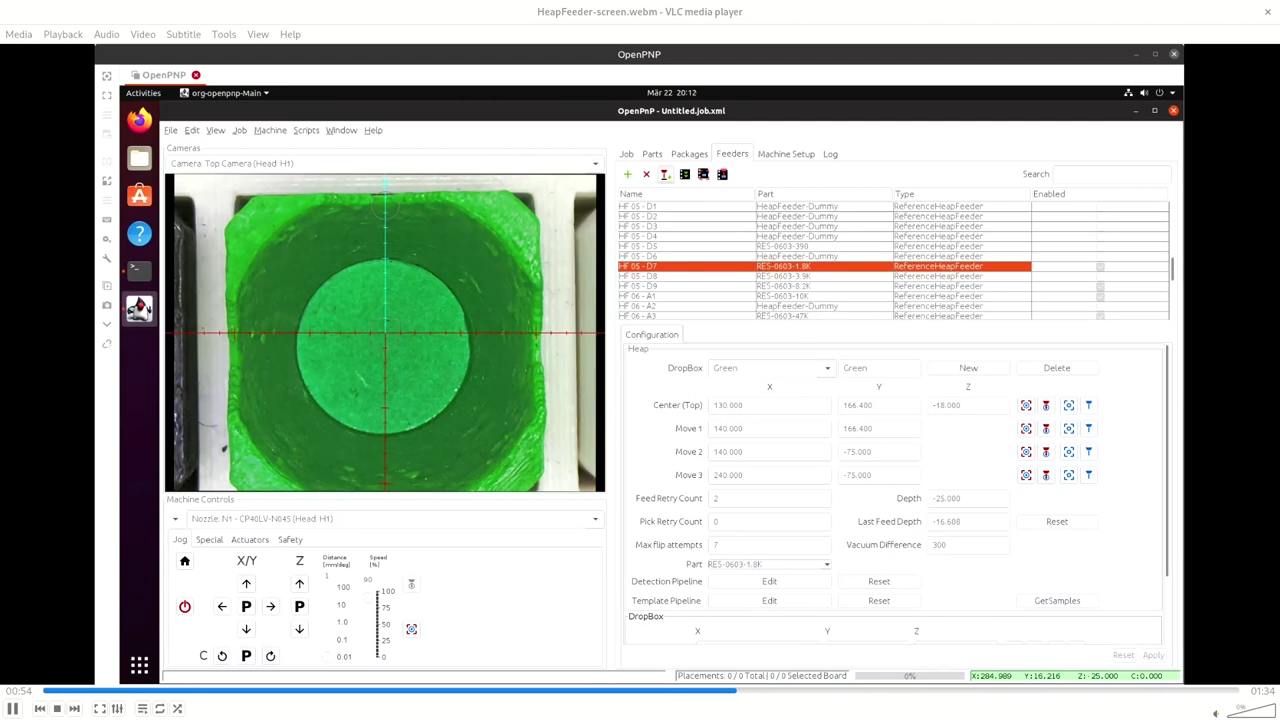 HeapFeeder-screen.webm - VLC media player
Media Playback Audio Video Subtitle Tools View Help
OpenPNP
OpenPNP
Activities org-openpnp-Main Mär 22 20:12
OpenPnP - Untitled.job.xml
File Edit View Job Machine Scripts Window Help
Cameras
Camera: Top Camera (Head: H1)
Job Parts Packages Feeders Machine Setup Log
Search
Name Part Type Enabled
HF 05 - D1 HeapFeeder-Dummy ReferenceHeapFeeder
HF 05 - D2 HeapFeeder-Dummy ReferenceHeapFeeder
HF 05 - D3 HeapFeeder-Dummy ReferenceHeapFeeder
HF 05 - D4 HeapFeeder-Dummy ReferenceHeapFeeder
HF 05 - D5 RES-0603-390 ReferenceHeapFeeder
HF 05 - D6 HeapFeeder-Dummy ReferenceHeapFeeder
HF 05 - D7 RES-0603-1.8K ReferenceHeapFeeder
HF 05 - D8 RES-0603-3.9K ReferenceHeapFeeder
HF 05 - D9 RES-0603-8.2K ReferenceHeapFeeder
HF 06 - A1 RES-0603-10K ReferenceHeapFeeder
HF 06 - A2 HeapFeeder-Dummy ReferenceHeapFeeder
HF 06 - A3 RES-0603-47K ReferenceHeapFeeder
Configuration
Heap
DropBox Green Green New Delete
X Y Z
Center (Top) 130.000 166.400 -18.000
Move 1 140.000 166.400
Move 2 140.000 -75.000
Move 3 240.000 -75.000
Feed Retry Count 2 Depth -25.000
Pick Retry Count 0 Last Feed Depth -16.608 Reset
Max flip attempts 7 Vacuum Difference 300
Part RES-0603-1.8K
Detection Pipeline Edit Reset
Template Pipeline Edit Reset GetSamples
DropBox
X Y Z
Reset Apply
Machine Controls
Nozzle: N1 - CP40LV-N045 (Head: H1)
Jog Special Actuators Safety
X/Y Z Distance [mm/deg] Speed [%]
1 90
100 100
10 75
1.0 50
0.1 25
0.01 0
P P
C P
Placements: 0 / 0 Total | 0 / 0 Selected Board 0% X:284.989 Y:16.216 Z:-25.000 C:0.000
00:54 01:34
0%